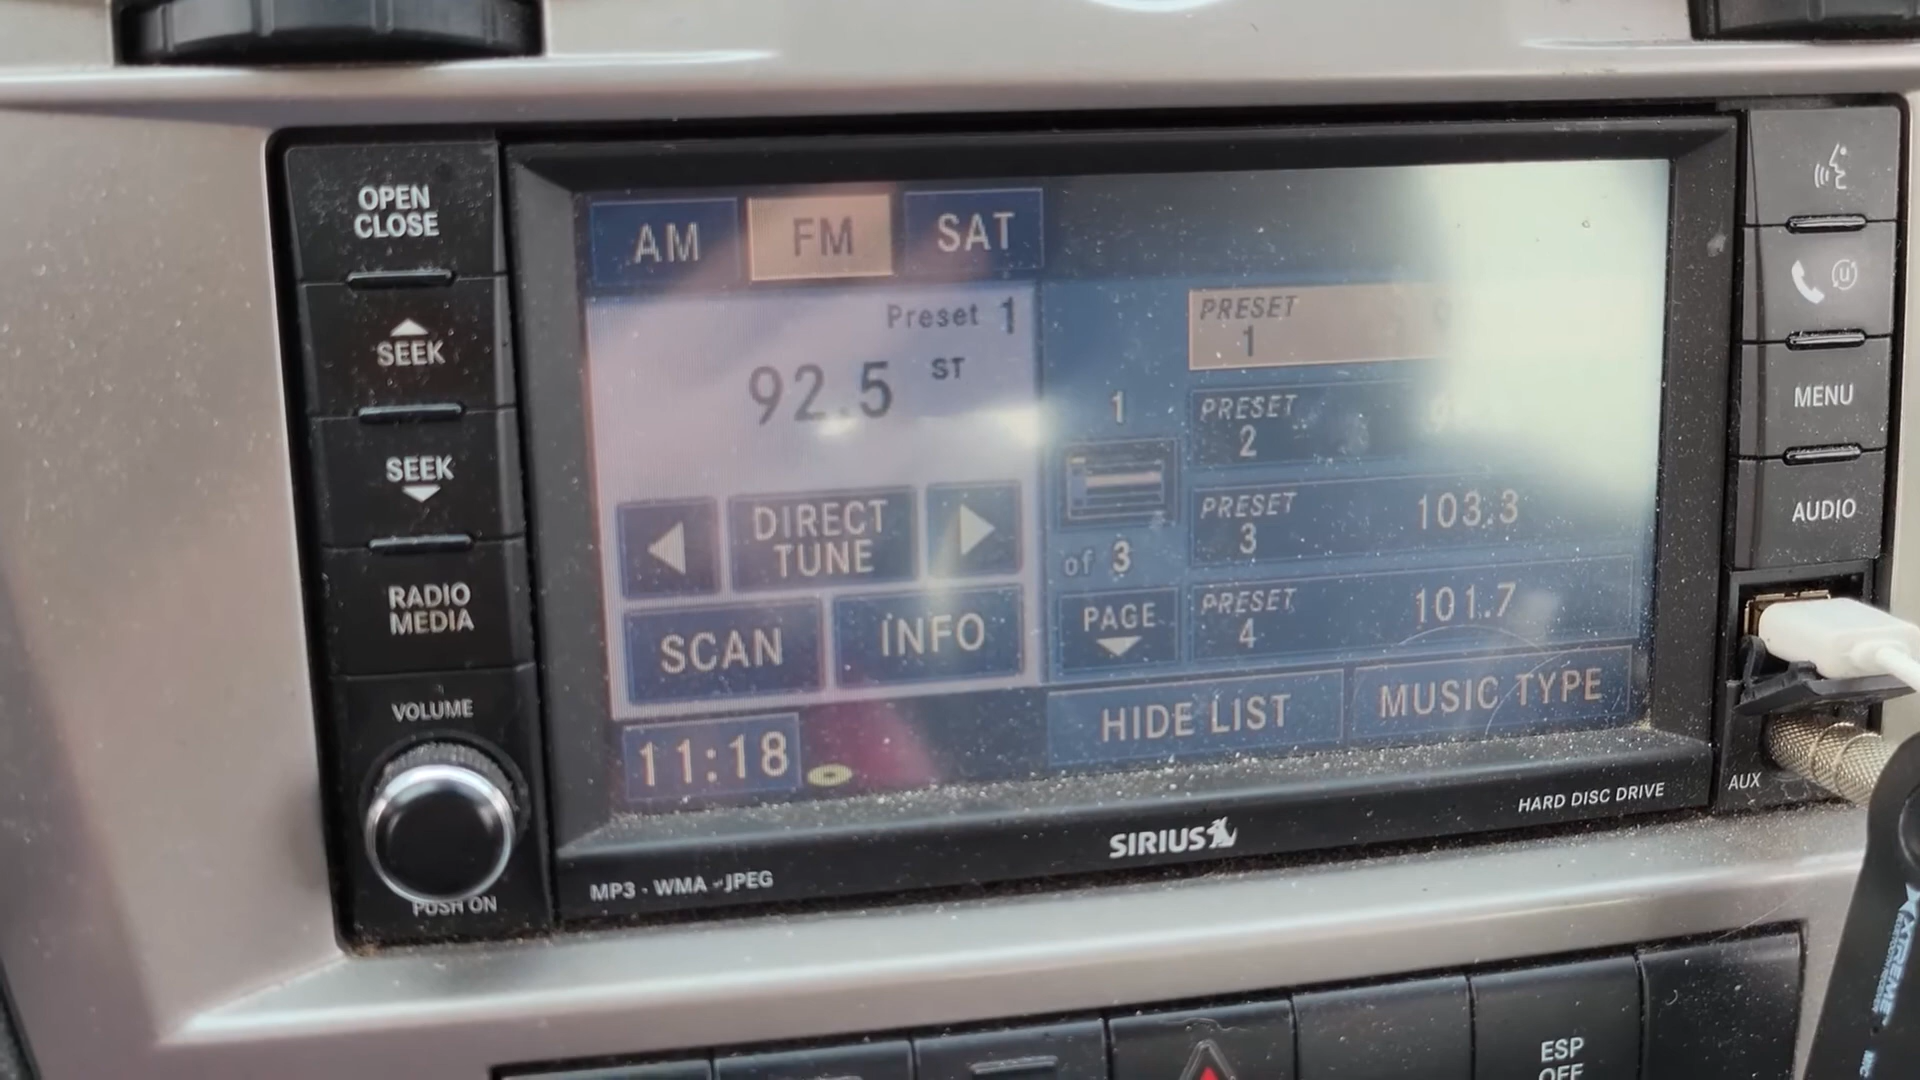 OPEN
CLOSE
SEEK
SEEK
RADIO
MEDIA
VOLUME
PUSH ON
AM
FM
SAT
Preset 1
92.5 ST
DIRECT
TUNE
SCAN
INFO
11:18
1
of 3
PAGE
PRESET
1
PRESET
2
PRESET
3
103.3
PRESET
4
101.7
HIDE LIST
MUSIC TYPE
MENU
AUDIO
AUX
HARD DISC DRIVE
SIRIUS
MP3 - WMA - JPEG
XTREME
ESP
OFF